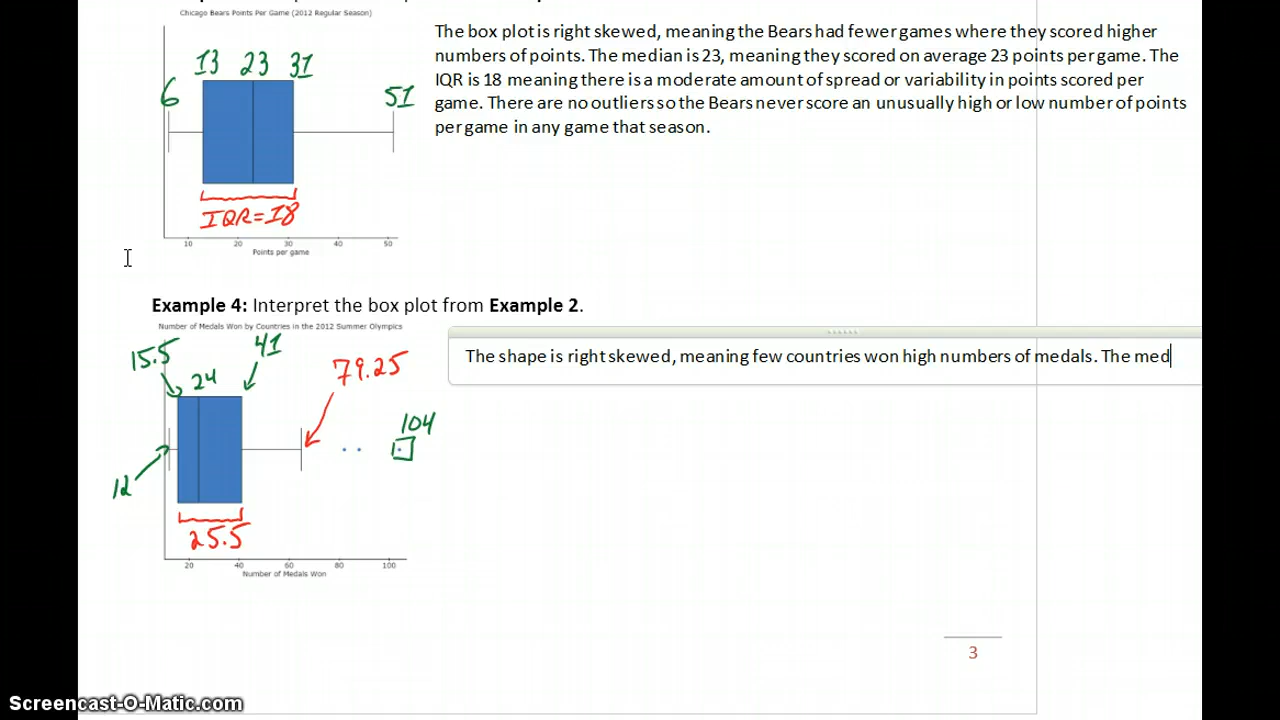 Chicago Bears Points Per Game (2012 Regular Season)
The box plot is right skewed, meaning the Bears had fewer games where they scored higher
numbers of points. The median is 23, meaning they scored on average 23 points per game. The
IQR is 18 meaning there is a moderate amount of spread or variability in points scored per
game. There are no outliers so the Bears never score an unusually high or low number of points
per game in any game that season.
6 13 23 31 51
IQR=18
10 20 30 40 50
Points per game
Example 4: Interpret the box plot from Example 2.
Number of Medals Won by Countries in the 2012 Summer Olympics
The shape is right skewed, meaning few countries won high numbers of medals. The med
15.5 24 41 79.25
104
12
25.5
20 40 60 80 100
Number of Medals Won
3
Screencast-O-Matic.com